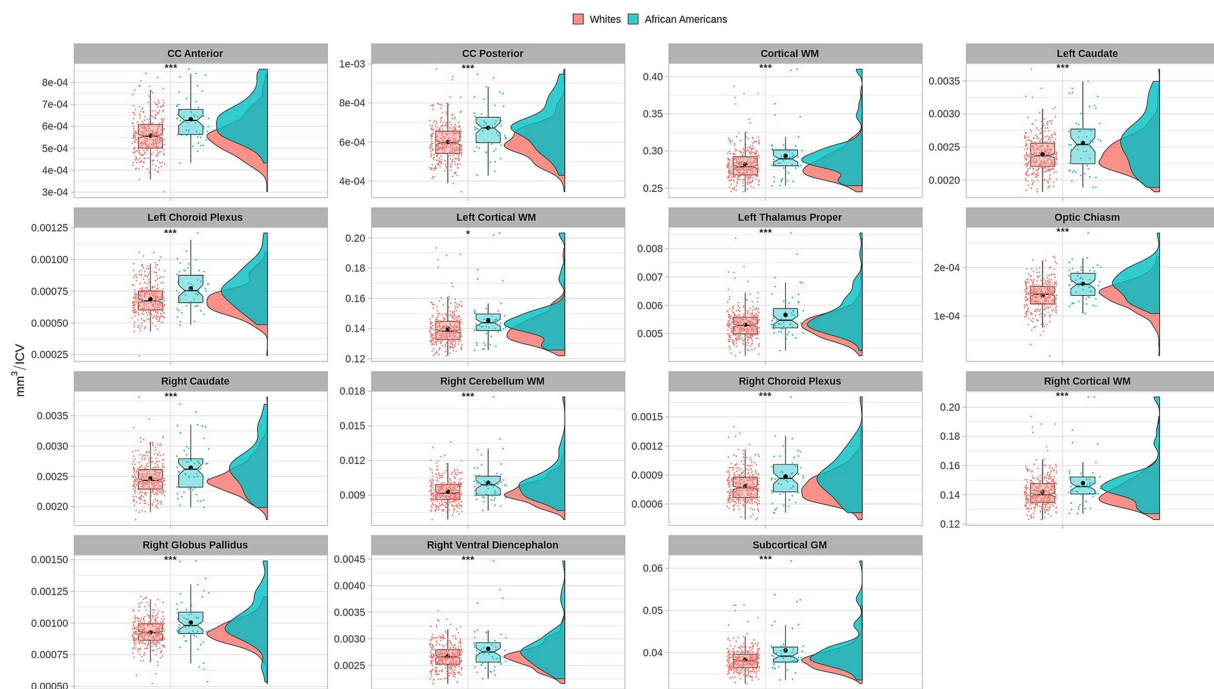 Whites African Americans
CC Anterior
***
8e-04
7e-04
6e-04
5e-04
4e-04
3e-04
CC Posterior
***
1e-03
8e-04
6e-04
4e-04
Cortical WM
***
0.40
0.35
0.30
0.25
Left Caudate
***
0.0035
0.0030
0.0025
0.0020
Left Choroid Plexus
***
0.00125
0.00100
0.00075
0.00050
0.00025
Left Cortical WM
*
0.20
0.18
0.16
0.14
0.12
Left Thalamus Proper
***
0.008
0.007
0.006
0.005
Optic Chiasm
***
2e-04
1e-04
mm³/ICV
Right Caudate
***
0.0035
0.0030
0.0025
0.0020
Right Cerebellum WM
***
0.018
0.015
0.012
0.009
Right Choroid Plexus
***
0.0015
0.0012
0.0009
0.0006
Right Cortical WM
***
0.20
0.18
0.16
0.14
0.12
Right Globus Pallidus
***
0.00150
0.00125
0.00100
0.00075
0.00050
Right Ventral Diencephalon
***
0.0045
0.0040
0.0035
0.0030
0.0025
Subcortical GM
***
0.06
0.05
0.04